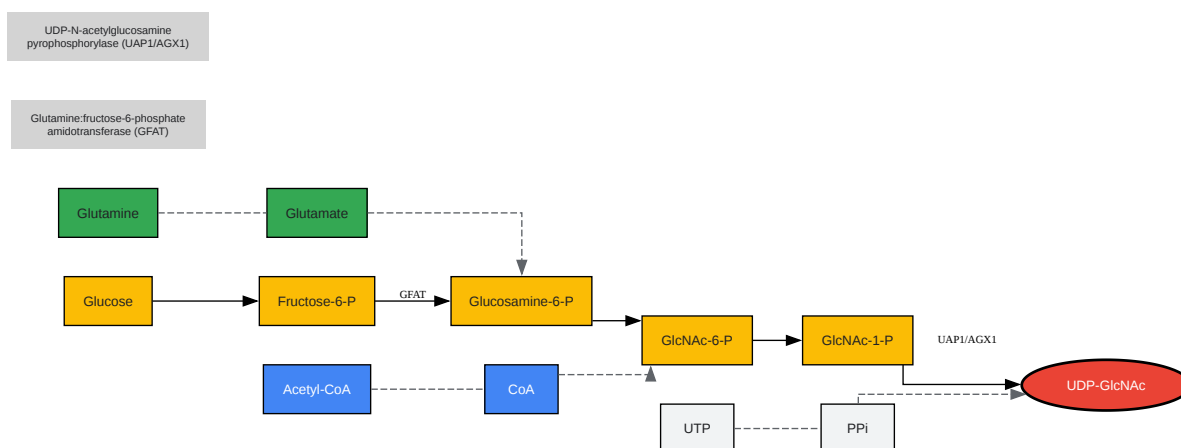 UDP-N-acetylglucosamine
pyrophosphorylase (UAP1/AGX1)
Glutamine:fructose-6-phosphate
amidotransferase (GFAT)
Glutamine
Glutamate
Glucose
Fructose-6-P
GFAT
Glucosamine-6-P
GlcNAc-6-P
GlcNAc-1-P
UAP1/AGX1
Acetyl-CoA
CoA
UDP-GlcNAc
UTP
PPi